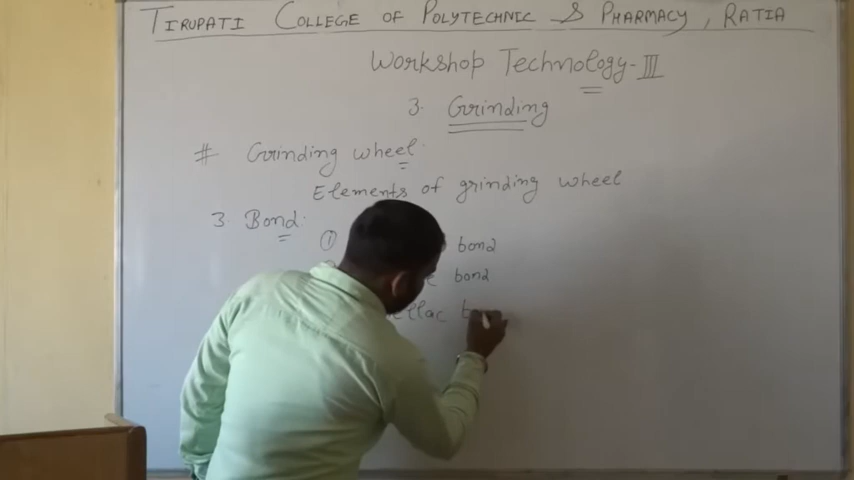 TIRUPATI COLLEGE OF POLYTECHNIC & PHARMACY, RATIA
Workshop Technology-III
3. Grinding
# Grinding wheel
Elements of grinding wheel
3 Bond:
① bond
bond